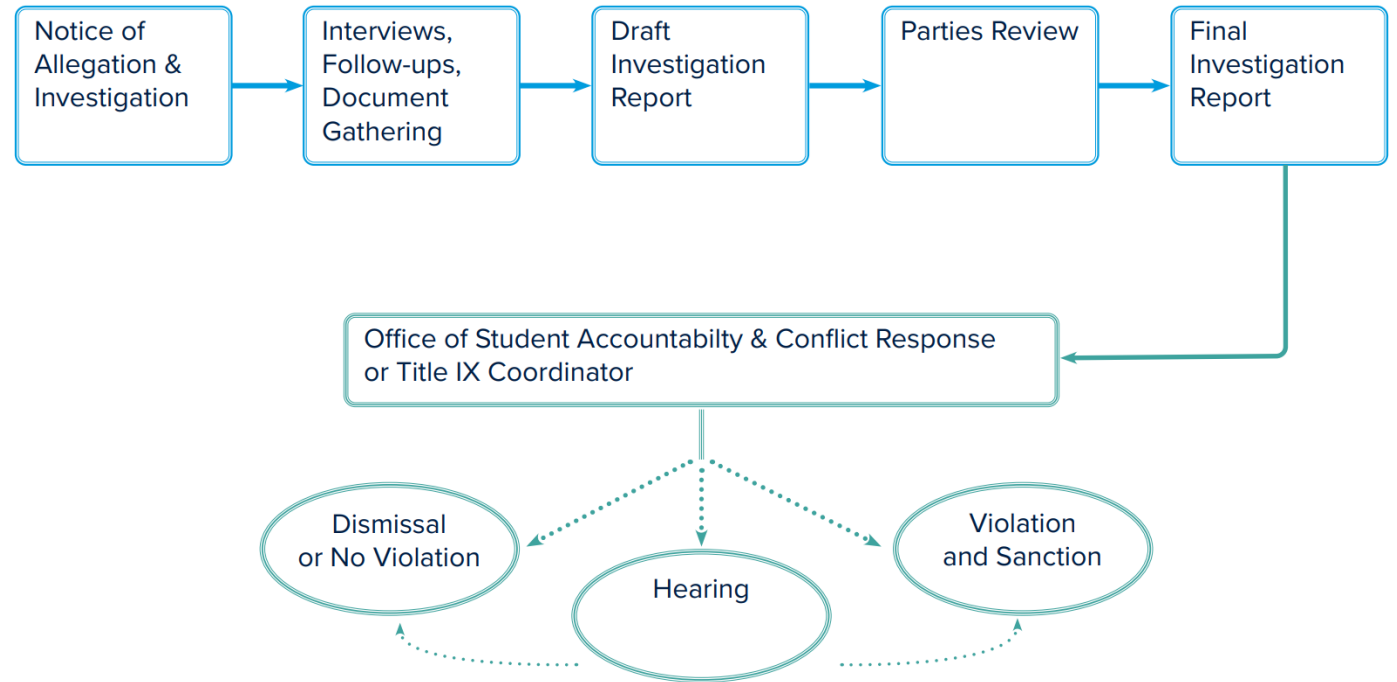 Notice of
Allegation &
Investigation
Interviews,
Follow-ups,
Document
Gathering
Draft
Investigation
Report
Parties Review
Final
Investigation
Report
Office of Student Accountabilty & Conflict Response
or Title IX Coordinator
Dismissal
or No Violation
Hearing
Violation
and Sanction